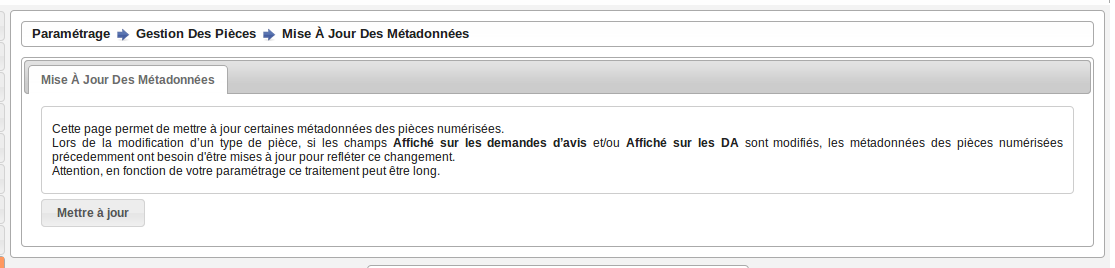 Paramétrage Gestion Des Pièces Mise À Jour Des Métadonnées
Mise À Jour Des Métadonnées
Cette page permet de mettre à jour certaines métadonnées des pièces numérisées.
Lors de la modification d'un type de pièce, si les champs Affiché sur les demandes d'avis et/ou Affiché sur les DA sont modifiés, les métadonnées des pièces numérisées
précedemment ont besoin d'être mises à jour pour refléter ce changement.
Attention, en fonction de votre paramétrage ce traitement peut être long.
Mettre à jour